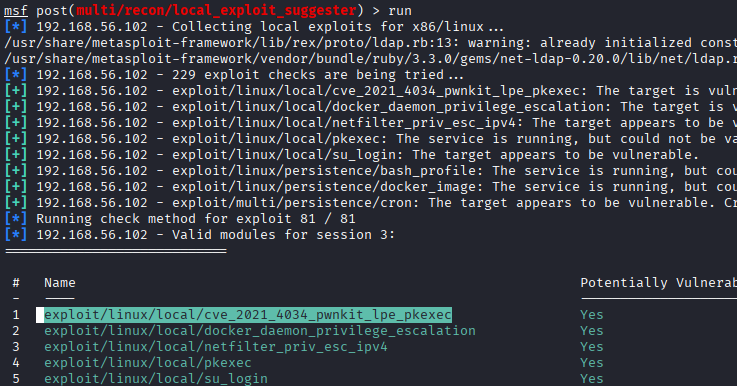 msf post(multi/recon/local_exploit_suggester) > run
[*] 192.168.56.102 - Collecting local exploits for x86/linux...
/usr/share/metasploit-framework/lib/rex/proto/ldap.rb:13: warning: already initialized const
/usr/share/metasploit-framework/vendor/bundle/ruby/3.3.0/gems/net-ldap-0.20.0/lib/net/ldap.r
[*] 192.168.56.102 - 229 exploit checks are being tried...
[+] 192.168.56.102 - exploit/linux/local/cve_2021_4034_pwnkit_lpe_pkexec: The target is vuln
[+] 192.168.56.102 - exploit/linux/local/docker_daemon_privilege_escalation: The target is v
[+] 192.168.56.102 - exploit/linux/local/netfilter_priv_esc_ipv4: The target appears to be v
[+] 192.168.56.102 - exploit/linux/local/pkexec: The service is running, but could not be va
[+] 192.168.56.102 - exploit/linux/local/su_login: The target appears to be vulnerable.
[+] 192.168.56.102 - exploit/linux/persistence/bash_profile: The service is running, but cou
[+] 192.168.56.102 - exploit/linux/persistence/docker_image: The service is running, but cou
[+] 192.168.56.102 - exploit/multi/persistence/cron: The target appears to be vulnerable. Cr
[*] Running check method for exploit 81 / 81
[*] 192.168.56.102 - Valid modules for session 3:
============================
# Name Potentially Vulnera
- ---- -------------------
1 exploit/linux/local/cve_2021_4034_pwnkit_lpe_pkexec Yes
2 exploit/linux/local/docker_daemon_privilege_escalation Yes
3 exploit/linux/local/netfilter_priv_esc_ipv4 Yes
4 exploit/linux/local/pkexec Yes
5 exploit/linux/local/su_login Yes